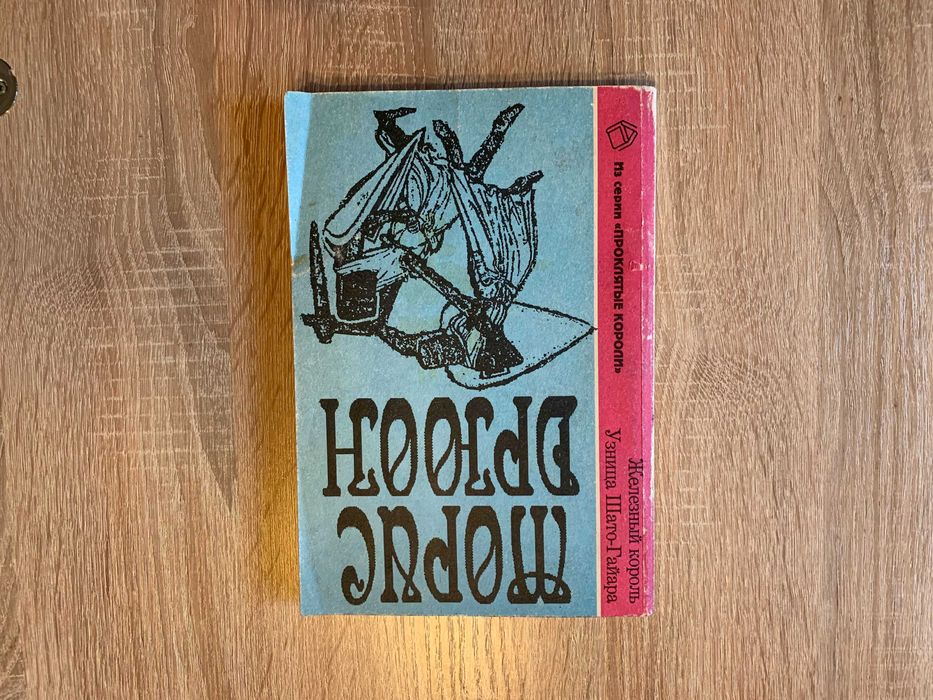 МОРИС
ДРЮОН
Из серии «ПРОКЛЯТЫЕ КОРОЛИ»
Железный король
Узница Шато-Гайара